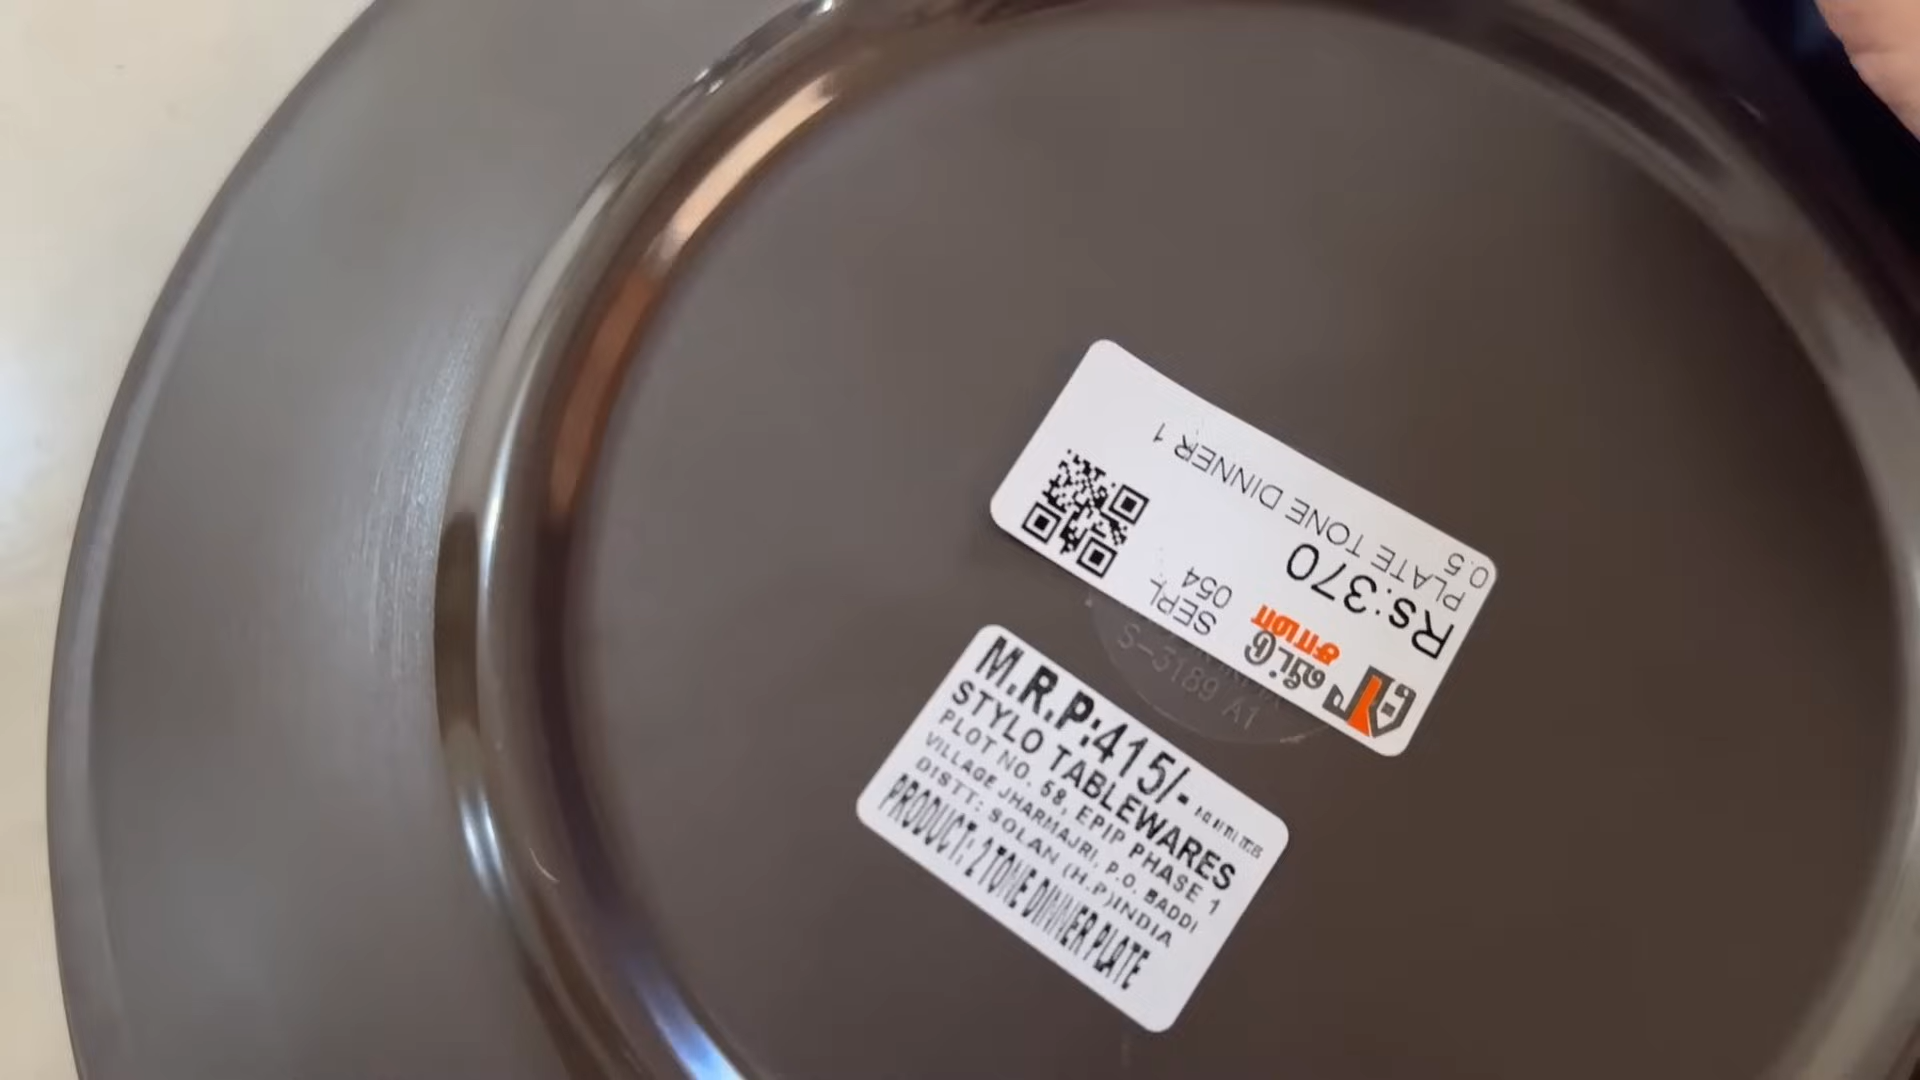 வீட்டு
சாமா
SEPL
054
Rs:370
PLATE TONE DINNER 1
0.5
S-3189 A1
M.R.P:415/-
STYLO TABLEWARES
PLOT NO. 58, EPIP PHASE 1
VILLAGE JHARMAJRI, P.O. BADDI
DISTT: SOLAN (H.P)INDIA
PRODUCT: 2 TONE DINNER PLATE